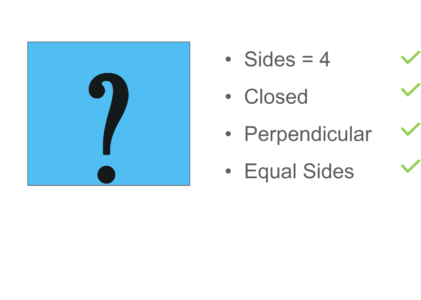 ?
• Sides = 4 ✓
• Closed ✓
• Perpendicular ✓
• Equal Sides ✓